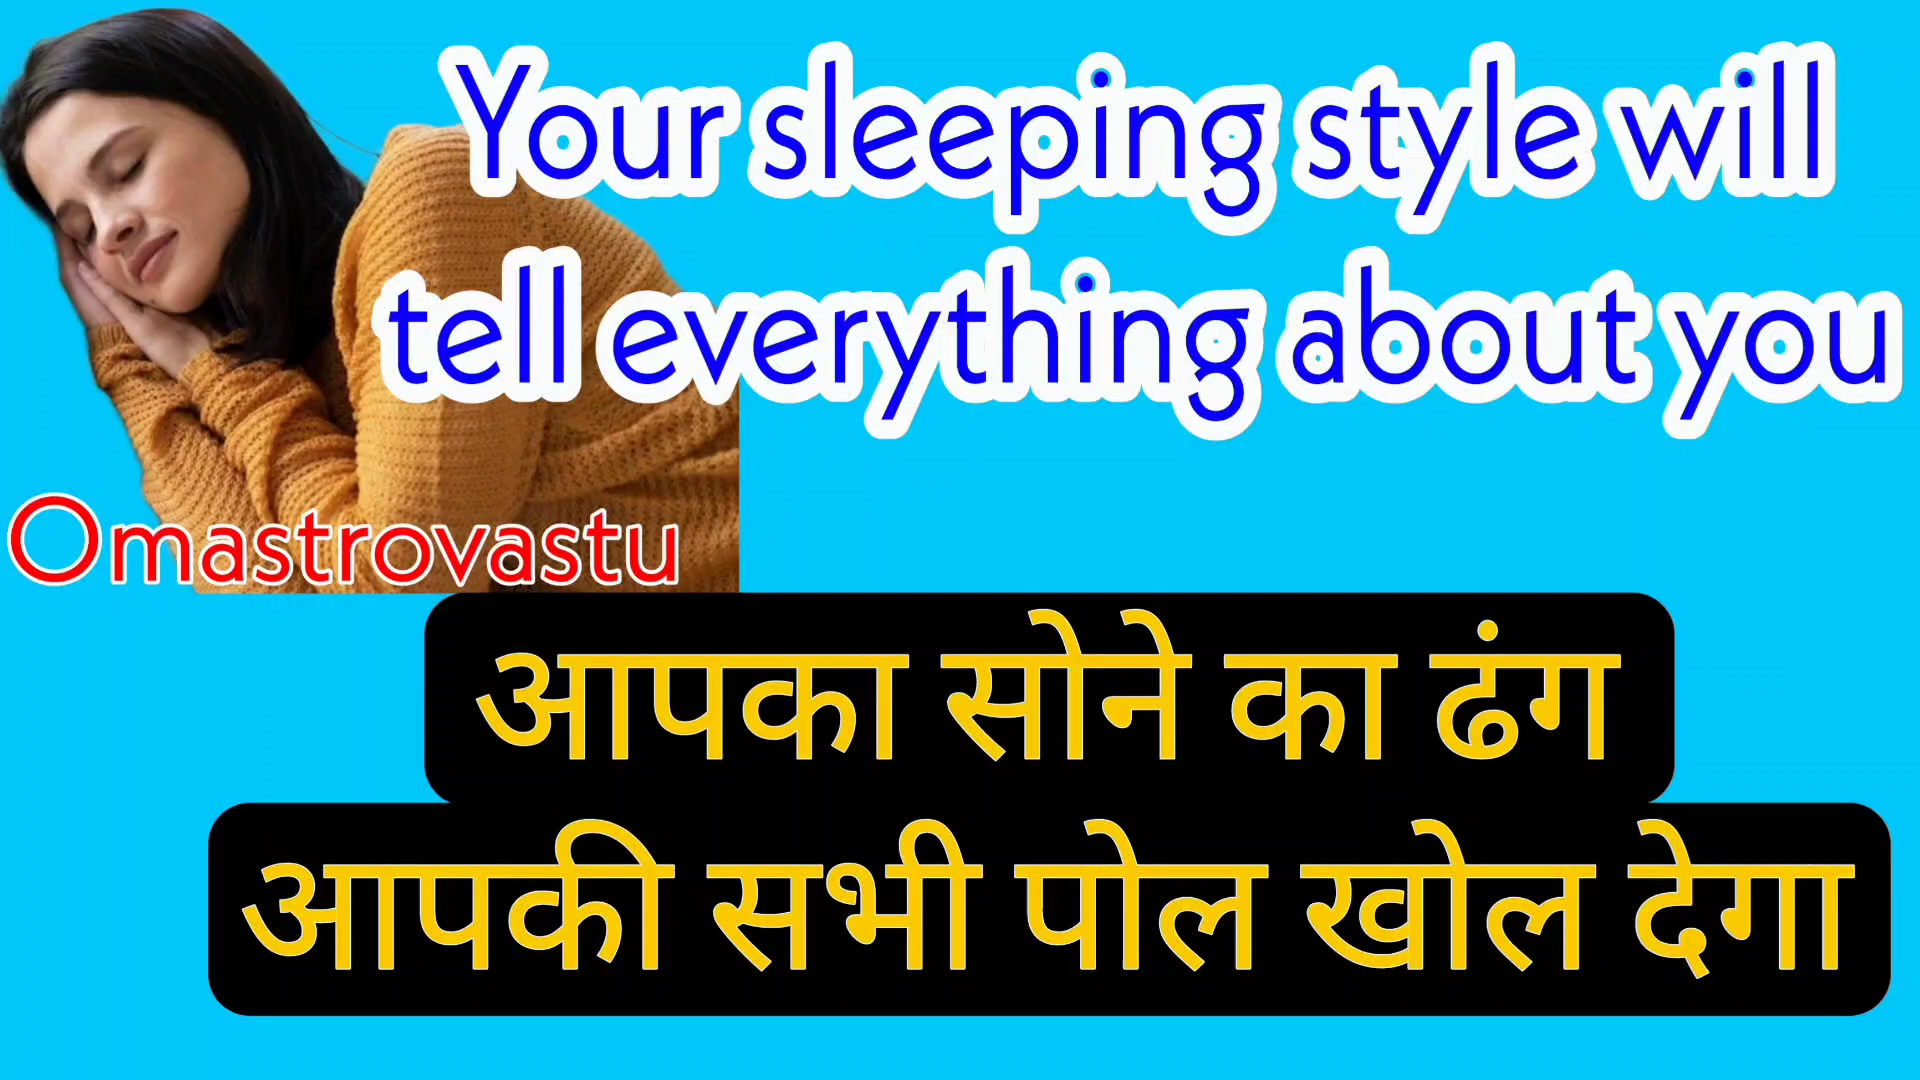 Your sleeping style will
tell everything about you
Omastrovastu
आपका सोने का ढंग
आपकी सभी पोल खोल देगा